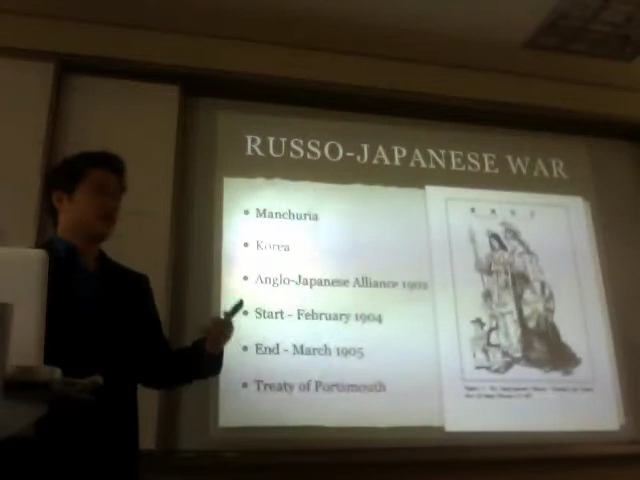 RUSSO-JAPANESE WAR
• Manchuria
• Korea
• Anglo-Japanese Alliance 1902
• Start - February 1904
• End - March 1905
• Treaty of Portsmouth